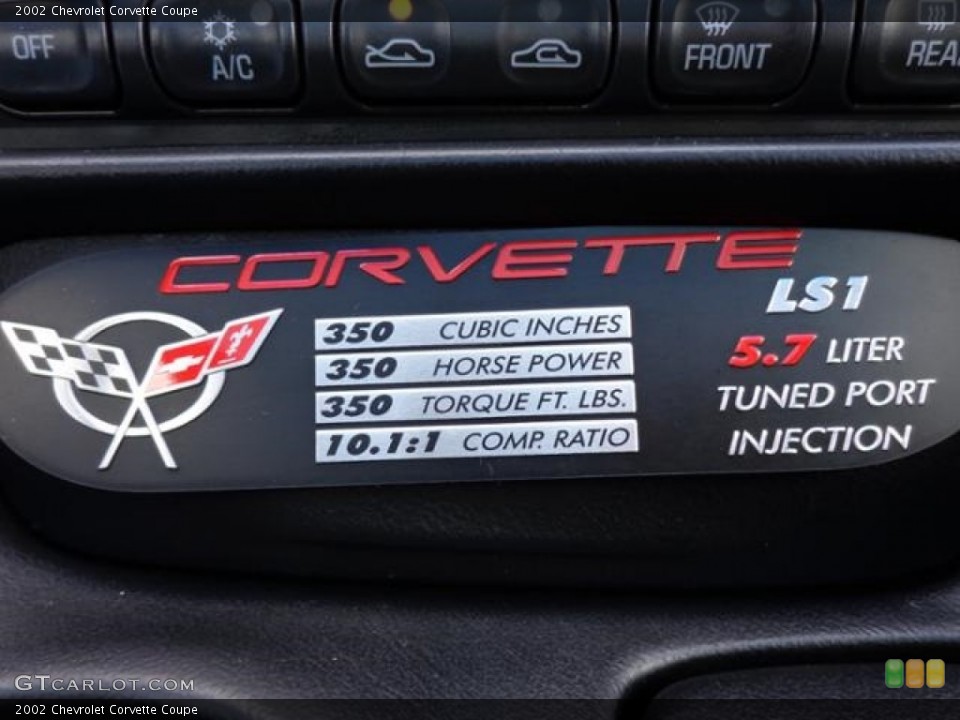 2002 Chevrolet Corvette Coupe
OFF
A/C
FRONT
REA
CORVETTE
LS1
350 CUBIC INCHES
350 HORSE POWER
350 TORQUE FT. LBS.
10.1:1 COMP. RATIO
5.7 LITER
TUNED PORT
INJECTION
GTCARLOT.COM
2002 Chevrolet Corvette Coupe